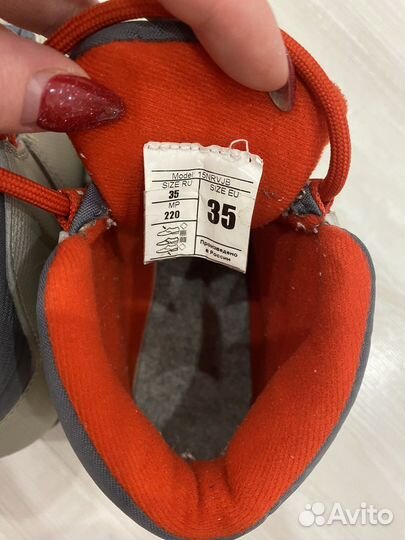 Model 15NRVJB
SIZE RU
35
MP
220
SIZE EU
35
Произведено
в России
Avito